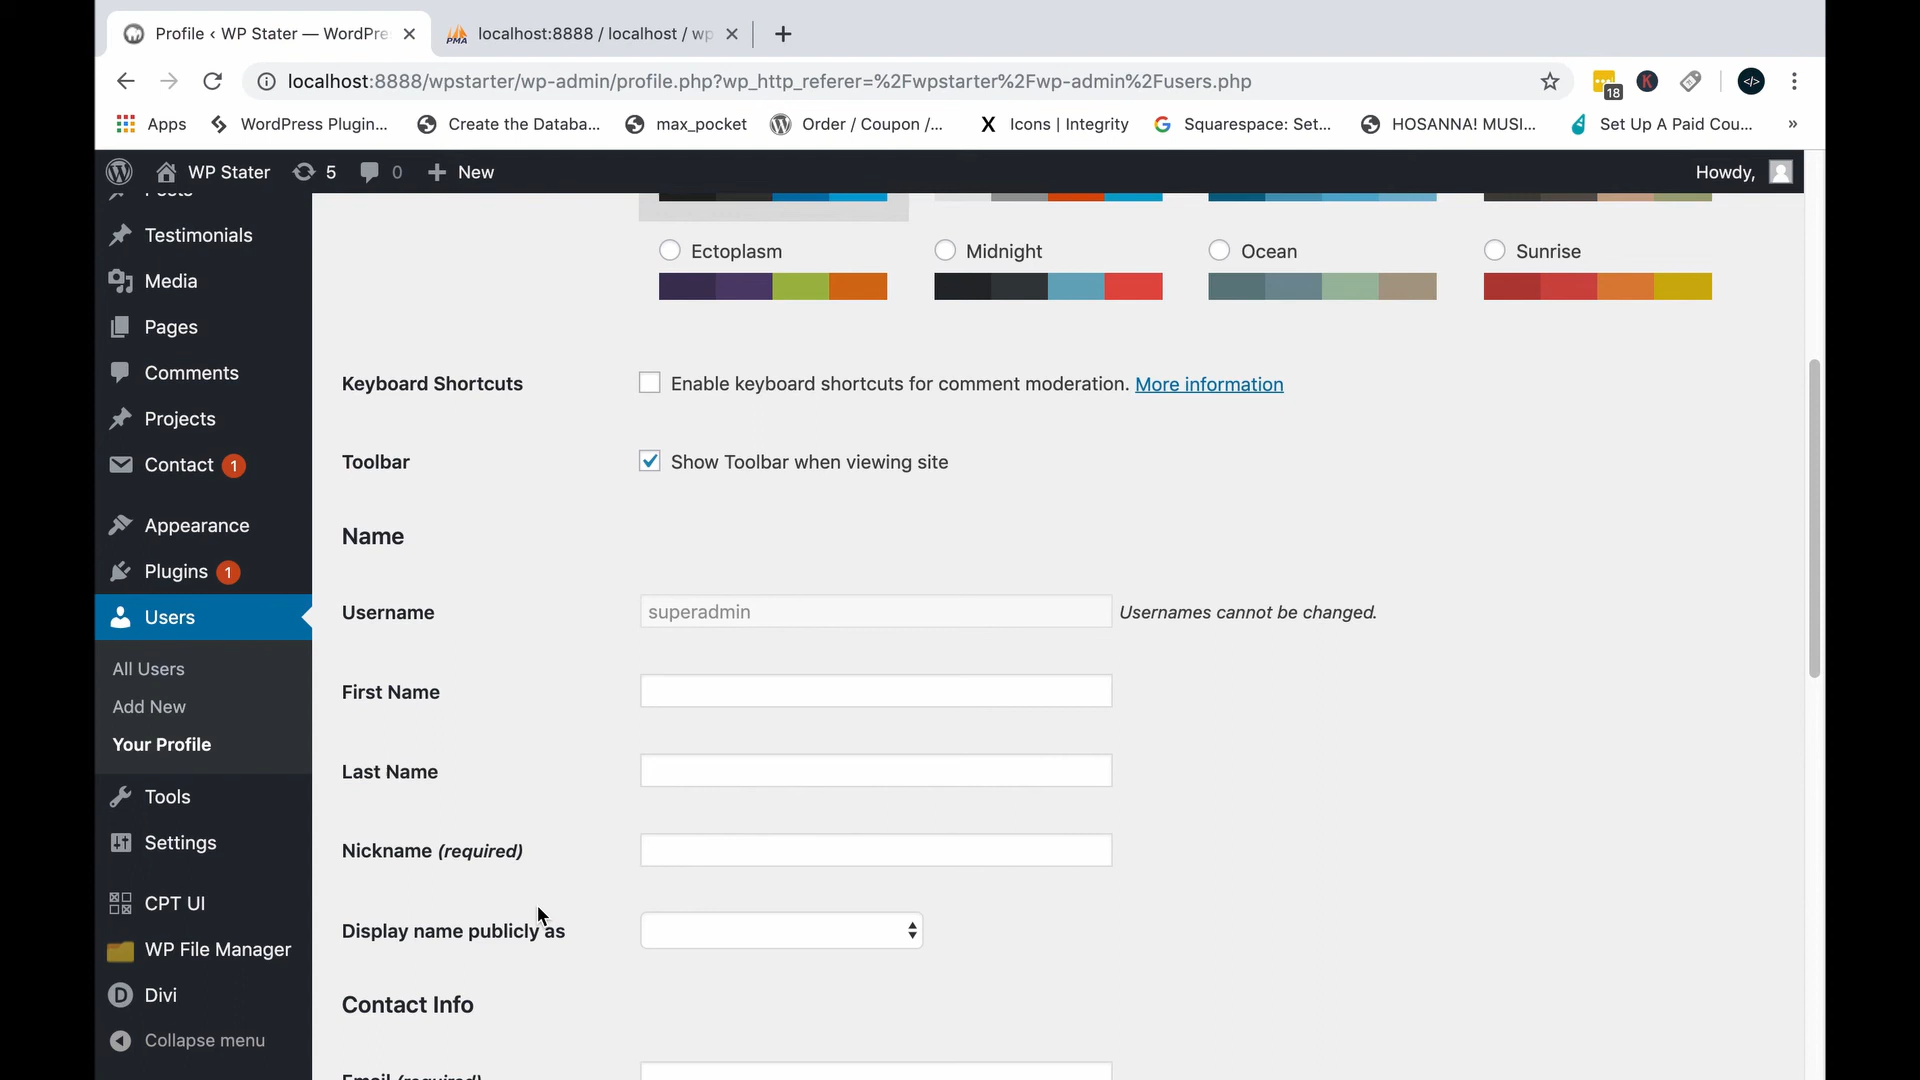 Profile ‹ WP Stater — WordPre
PMA localhost:8888 / localhost / wp
localhost:8888/wpstarter/wp-admin/profile.php?wp_http_referer=%2Fwpstarter%2Fwp-admin%2Fusers.php
18
K
</>
Apps
WordPress Plugin...
Create the Databa...
max_pocket
Order / Coupon /...
X Icons | Integrity
G Squarespace: Set...
HOSANNA! MUSI...
Set Up A Paid Cou...
»
WP Stater
5
0
New
Howdy,
Posts
Testimonials
Media
Pages
Comments
Projects
Contact 1
Appearance
Plugins 1
Users
All Users
Add New
Your Profile
Tools
Settings
CPT UI
WP File Manager
D Divi
Collapse menu
Ectoplasm
Midnight
Ocean
Sunrise
Keyboard Shortcuts
Enable keyboard shortcuts for comment moderation. More information
Toolbar
Show Toolbar when viewing site
Name
Username
superadmin
Usernames cannot be changed.
First Name
Last Name
Nickname (required)
Display name publicly as
Contact Info
Email (required)